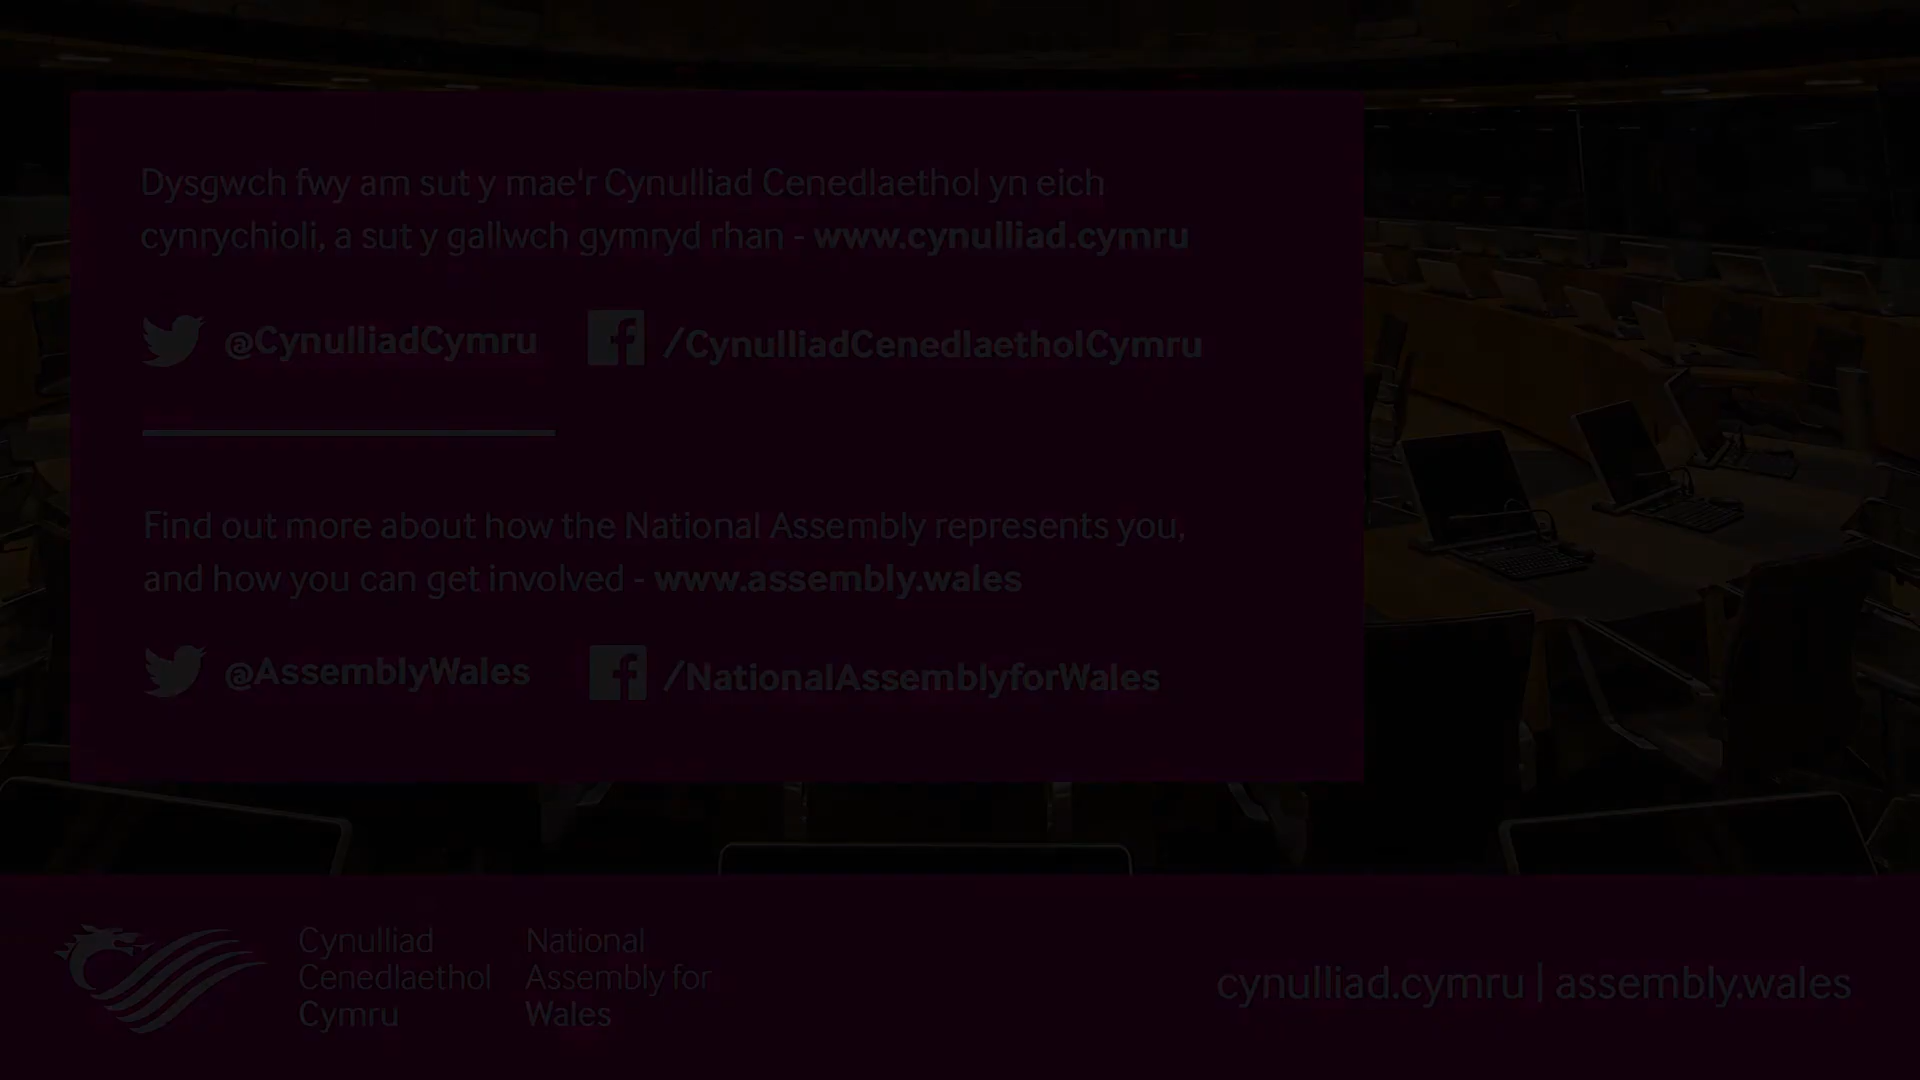 Dysgwch fwy am sut y mae'r Cynulliad Cenedlaethol yn eich
cynrychioli, a sut y gallwch gymryd rhan - www.cynulliad.cymru
@CynulliadCymru
/CynulliadCenedlaetholCymru
Find out more about how the National Assembly represents you,
and how you can get involved - www.assembly.wales
@AssemblyWales
/NationalAssemblyforWales
Cynulliad
Cenedlaethol
Cymru
National
Assembly for
Wales
cynulliad.cymru | assembly.wales